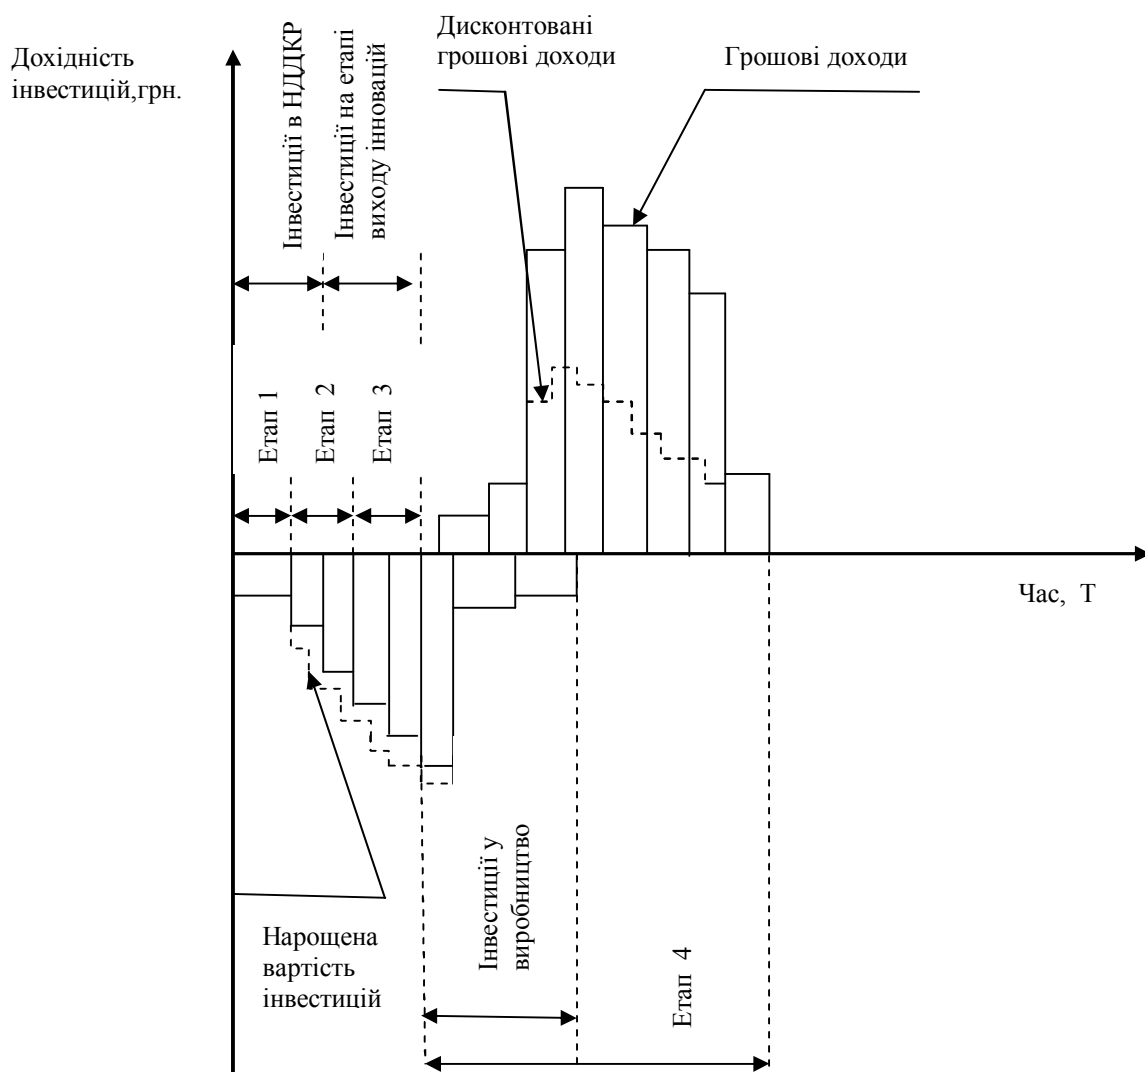 Дохідність
інвестицій,грн.
Інвестиції в НДДКР
Інвестиції на етапі
виходу інновацій
Дисконтовані
грошові доходи
Грошові доходи
Етап 1
Етап 2
Етап 3
Час, Т
Нарощена
вартість
інвестицій
Інвестиції у
виробництво
Етап 4